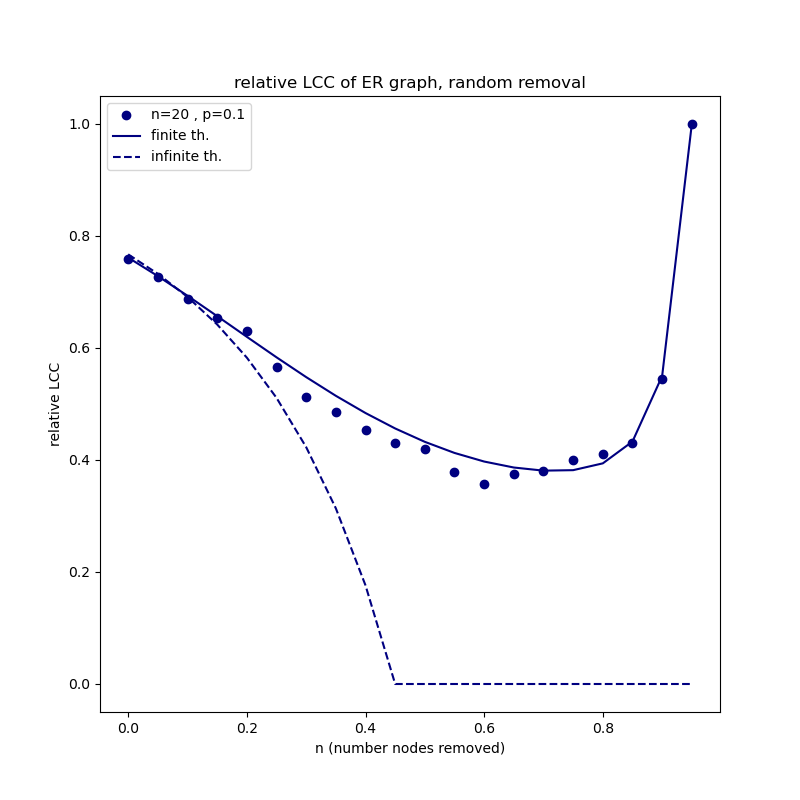 relative LCC of ER graph, random removal
n=20 , p=0.1
finite th.
infinite th.
relative LCC
1.0
0.8
0.6
0.4
0.2
0.0
0.0 0.2 0.4 0.6 0.8
n (number nodes removed)